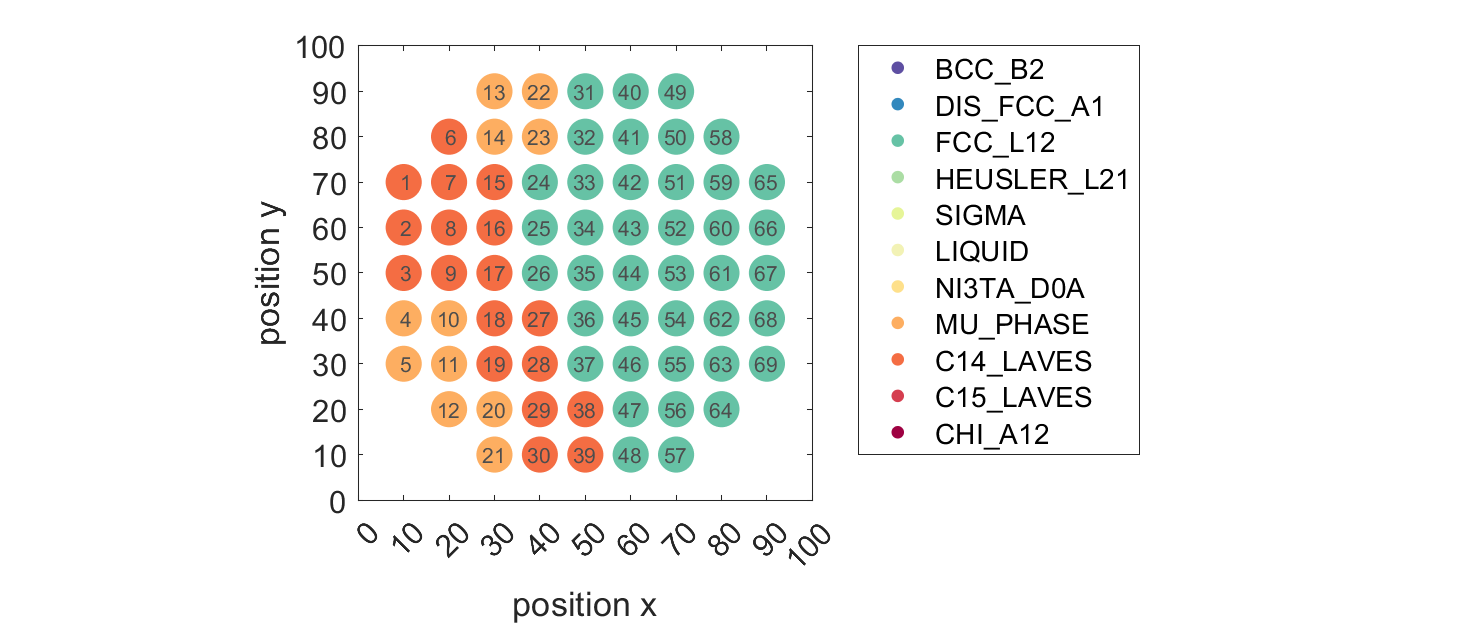 100
90 13 22 31 40 49
80 6 14 23 32 41 50 58
70 1 7 15 24 33 42 51 59 65
60 2 8 16 25 34 43 52 60 66
50 3 9 17 26 35 44 53 61 67
40 4 10 18 27 36 45 54 62 68
30 5 11 19 28 37 46 55 63 69
20 12 20 29 38 47 56 64
10 21 30 39 48 57
0
0 10 20 30 40 50 60 70 80 90 100
position x
position y
BCC_B2
DIS_FCC_A1
FCC_L12
HEUSLER_L21
SIGMA
LIQUID
NI3TA_D0A
MU_PHASE
C14_LAVES
C15_LAVES
CHI_A12